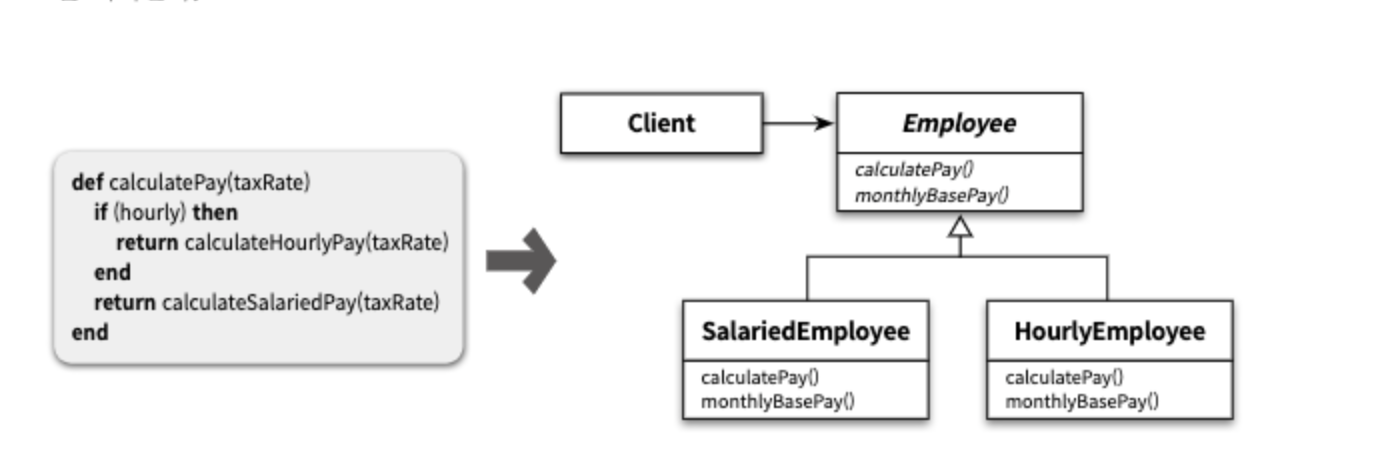 def calculatePay(taxRate)
if (hourly) then
return calculateHourlyPay(taxRate)
end
return calculateSalariedPay(taxRate)
end
Client
Employee
calculatePay()
monthlyBasePay()
SalariedEmployee
calculatePay()
monthlyBasePay()
HourlyEmployee
calculatePay()
monthlyBasePay()